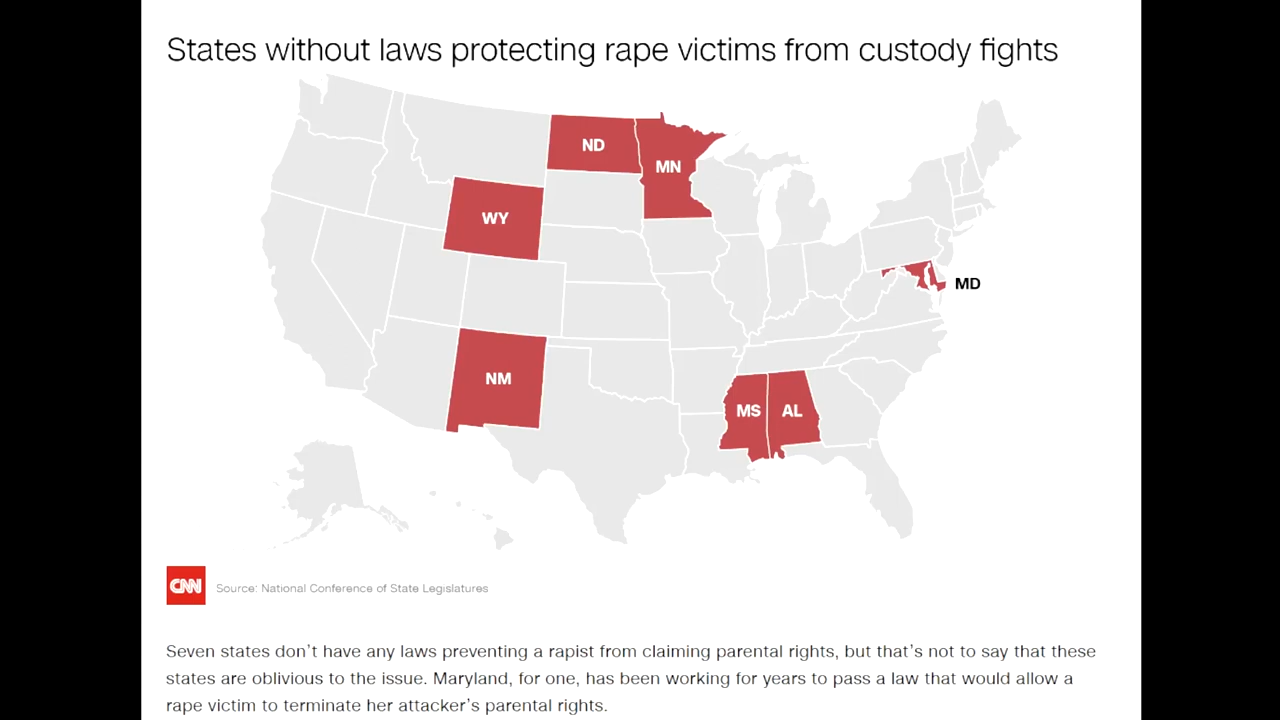 States without laws protecting rape victims from custody fights
ND
MN
WY
MD
NM
MS
AL
CNN
Source: National Conference of State Legislatures
Seven states don't have any laws preventing a rapist from claiming parental rights, but that's not to say that these
states are oblivious to the issue. Maryland, for one, has been working for years to pass a law that would allow a
rape victim to terminate her attacker's parental rights.